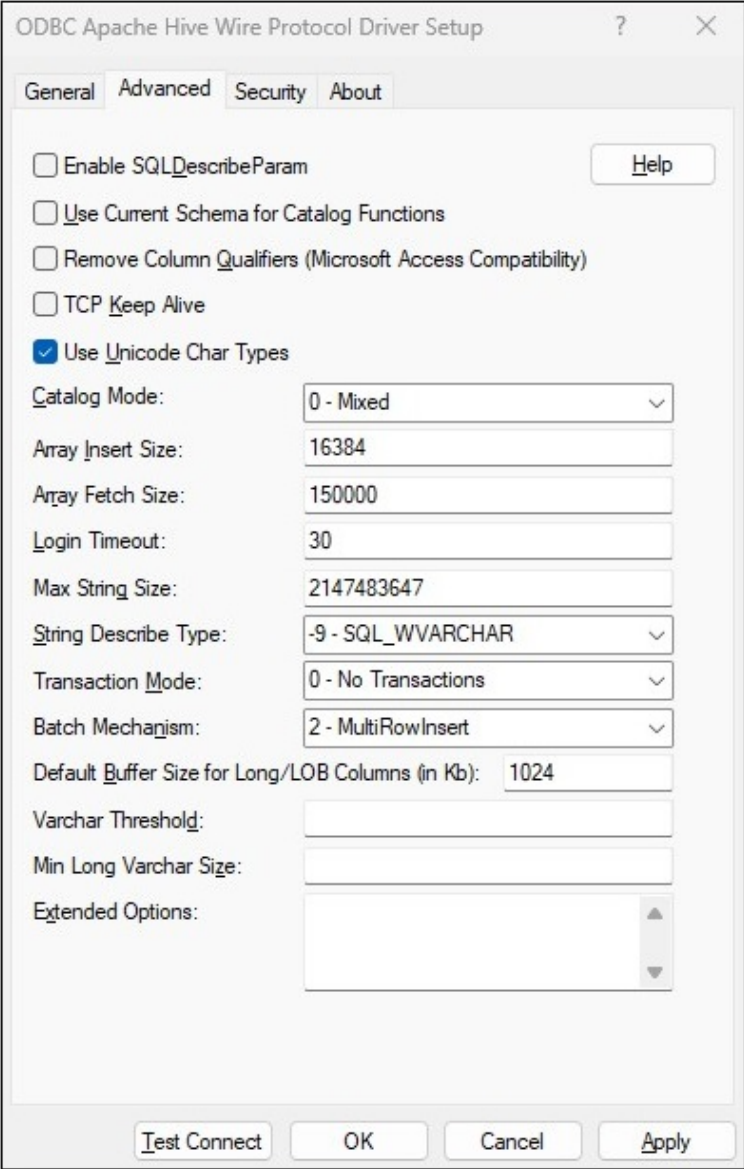 ODBC Apache Hive Wire Protocol Driver Setup ?
General Advanced Security About
Enable SQLDescribeParam Help
Use Current Schema for Catalog Functions
Remove Column Qualifiers (Microsoft Access Compatibility)
TCP Keep Alive
Use Unicode Char Types
Catalog Mode: 0 - Mixed
Array Insert Size: 16384
Array Fetch Size: 150000
Login Timeout: 30
Max String Size: 2147483647
String Describe Type: -9 - SQL_WVARCHAR
Transaction Mode: 0 - No Transactions
Batch Mechanism: 2 - MultiRowInsert
Default Buffer Size for Long/LOB Columns (in Kb): 1024
Varchar Threshold:
Min Long Varchar Size:
Extended Options:
Test Connect OK Cancel Apply